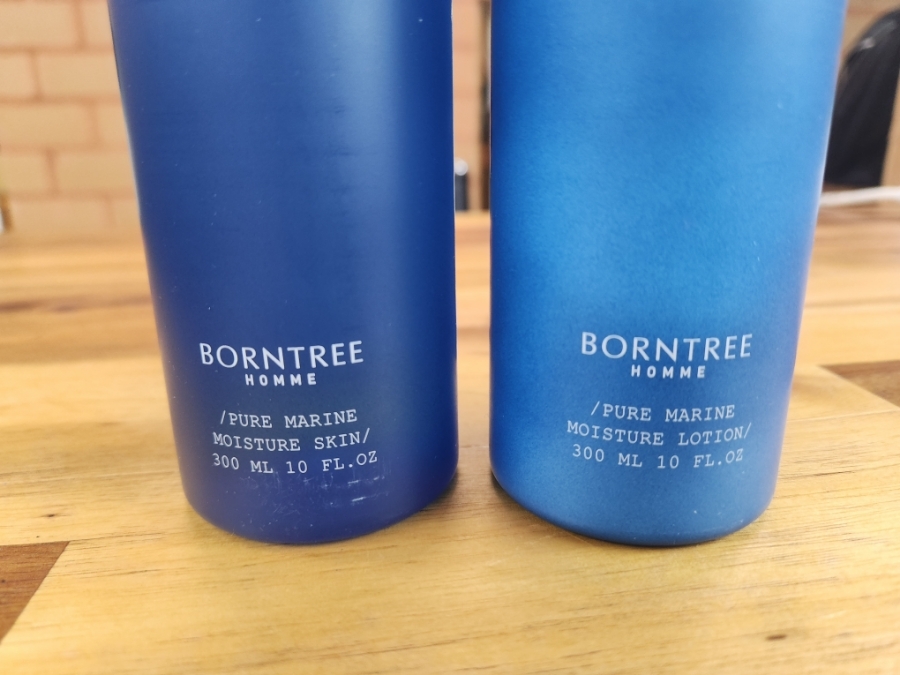 BORNTREE
HOMME
/PURE MARINE
MOISTURE SKIN/
300 ML 10 FL.OZ
BORNTREE
HOMME
/PURE MARINE
MOISTURE LOTION/
300 ML 10 FL.OZ